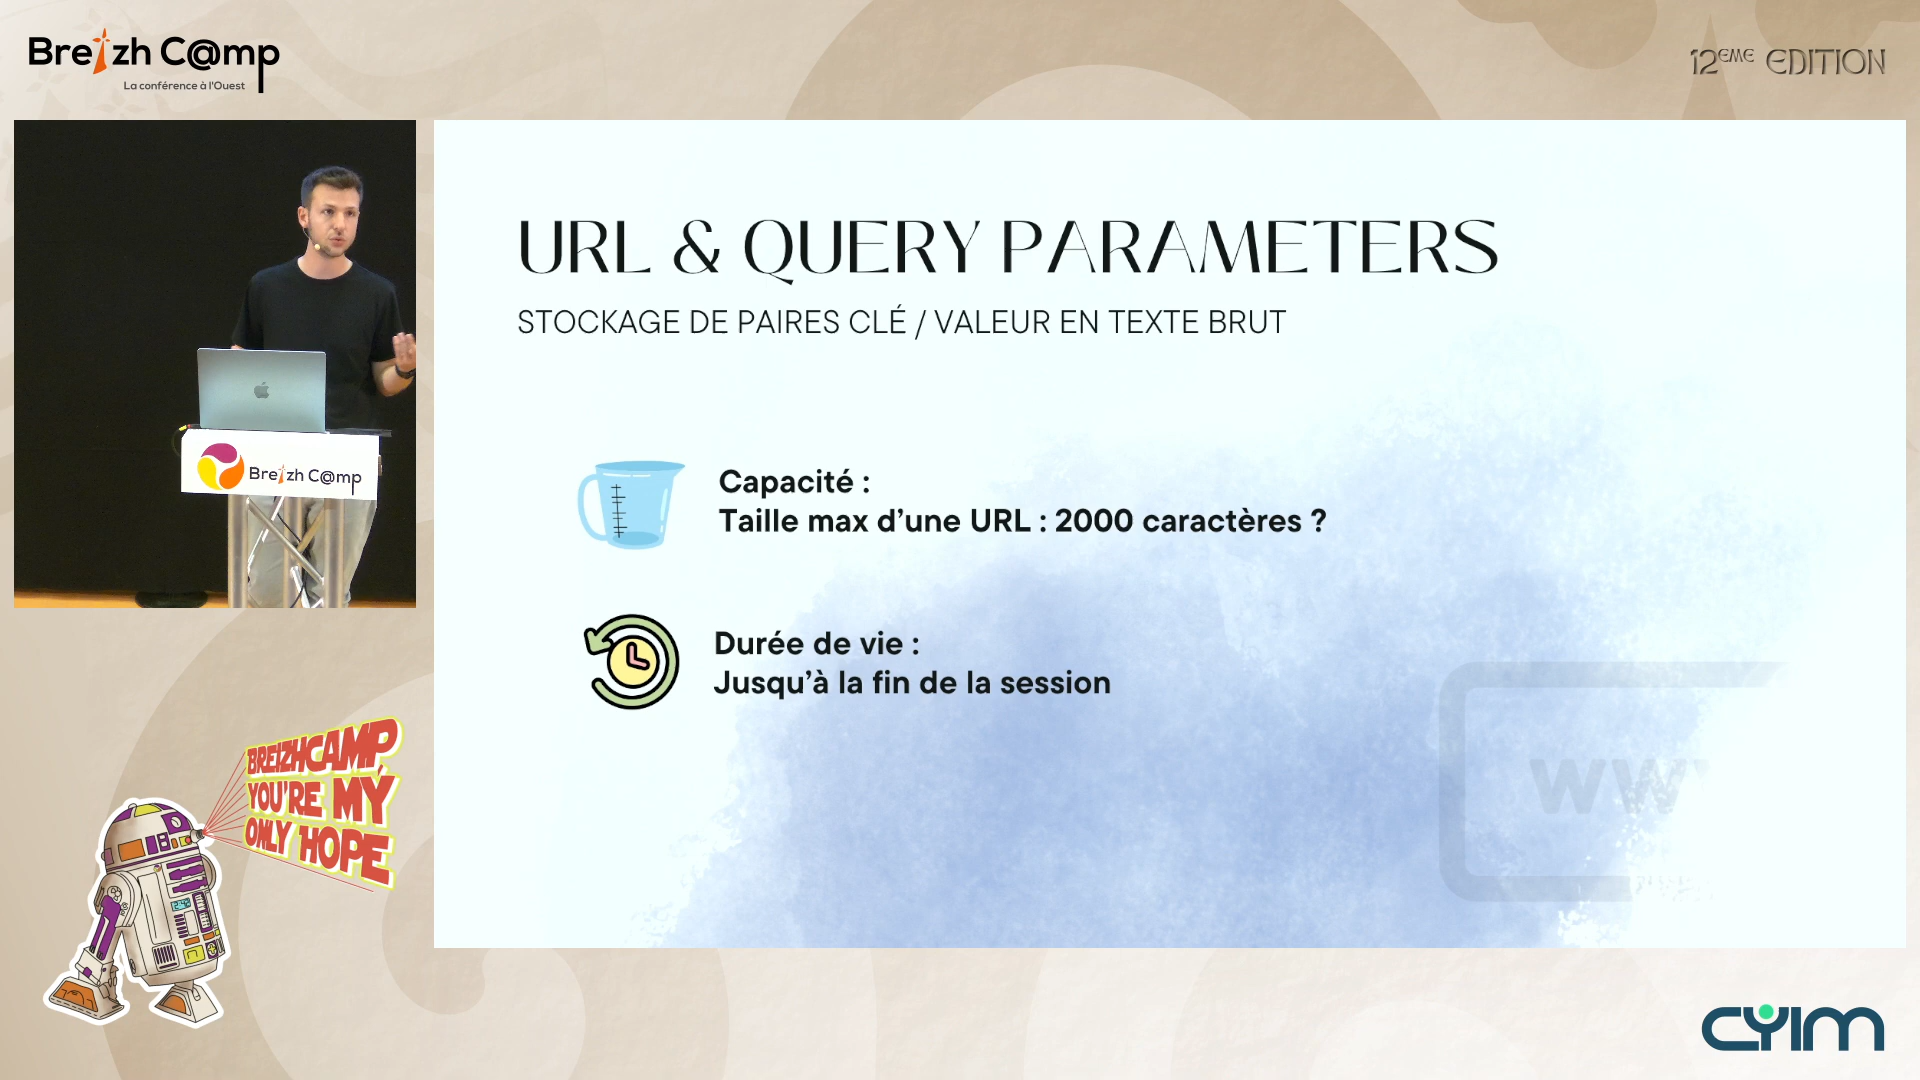 Breizh C@mp
La conférence à l'Ouest
12EME EDITION
Breizh C@mp
URL & QUERY PARAMETERS
STOCKAGE DE PAIRES CLÉ / VALEUR EN TEXTE BRUT
Capacité :
Taille max d'une URL : 2000 caractères ?
Durée de vie :
Jusqu'à la fin de la session
WW
BREIZHCAMP,
YOU'RE MY
ONLY HOPE
CYIM